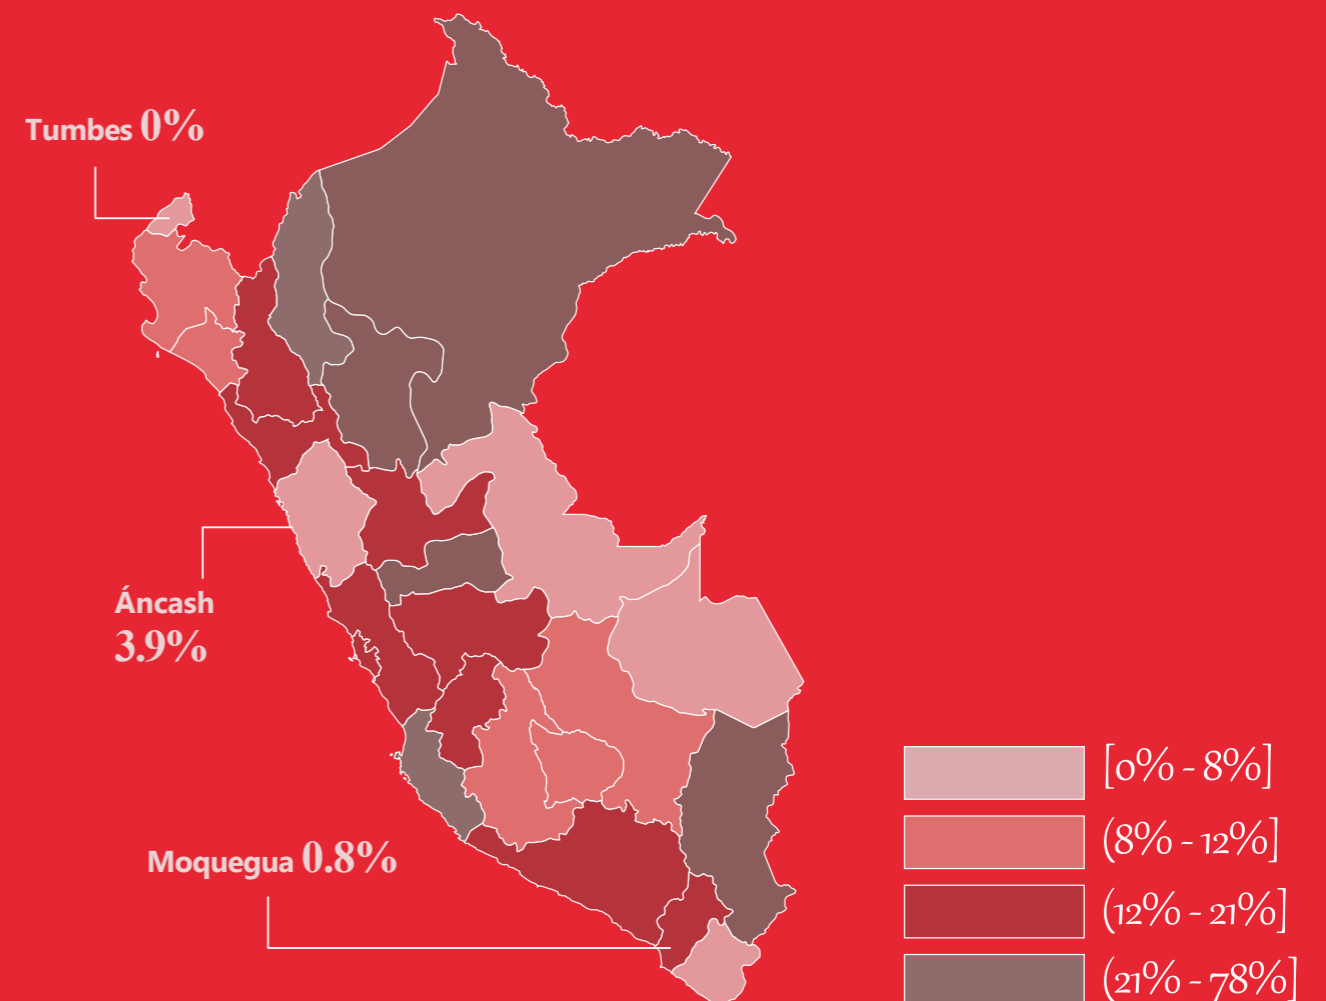 Tumbes 0%
Áncash
3.9%
Moquegua 0.8%
[0% - 8%]
(8% - 12%]
(12% - 21%]
(21% - 78%]